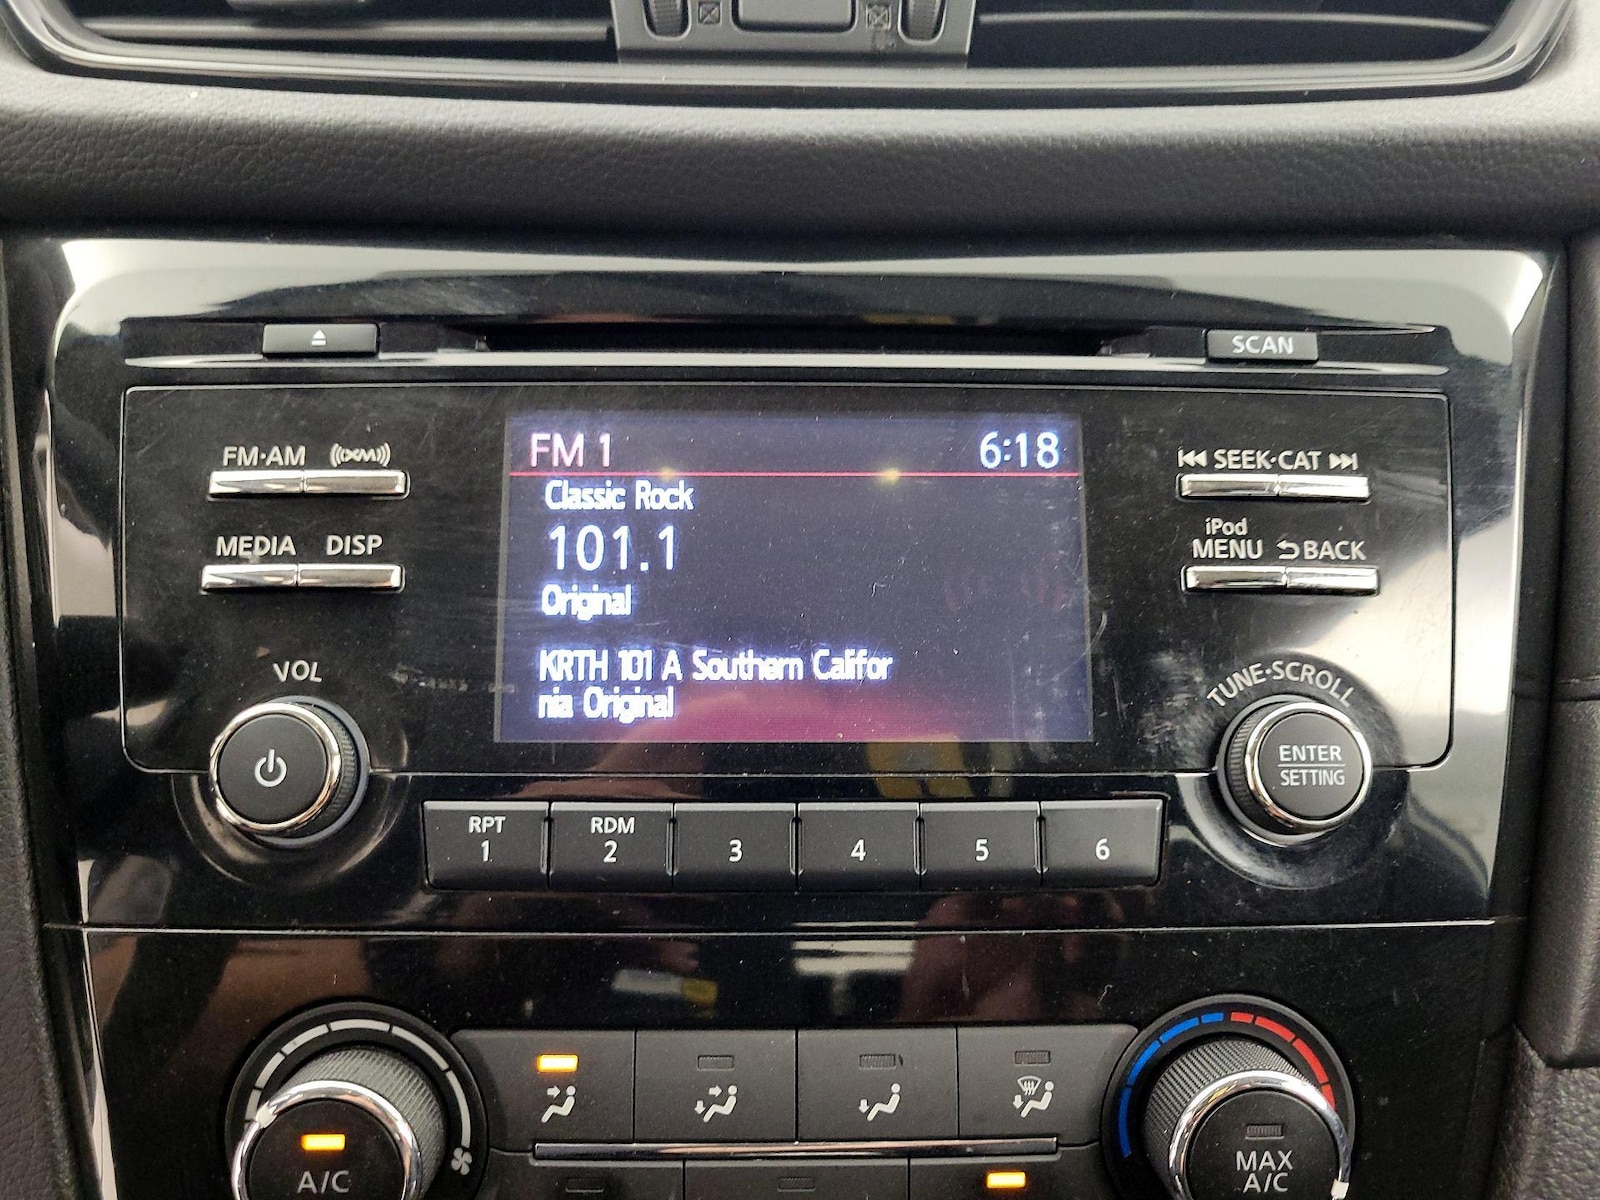 SCAN
FM 1 6:18
FM·AM (((XM)))
SEEK·CAT
Classic Rock
101.1
iPod
MEDIA DISP
MENU BACK
Original
KRTH 101 A Southern Califor
nia Original
VOL
TUNE·SCROLL
ENTER
SETTING
RPT RDM
1 2 3 4 5 6
A/C
MAX
A/C